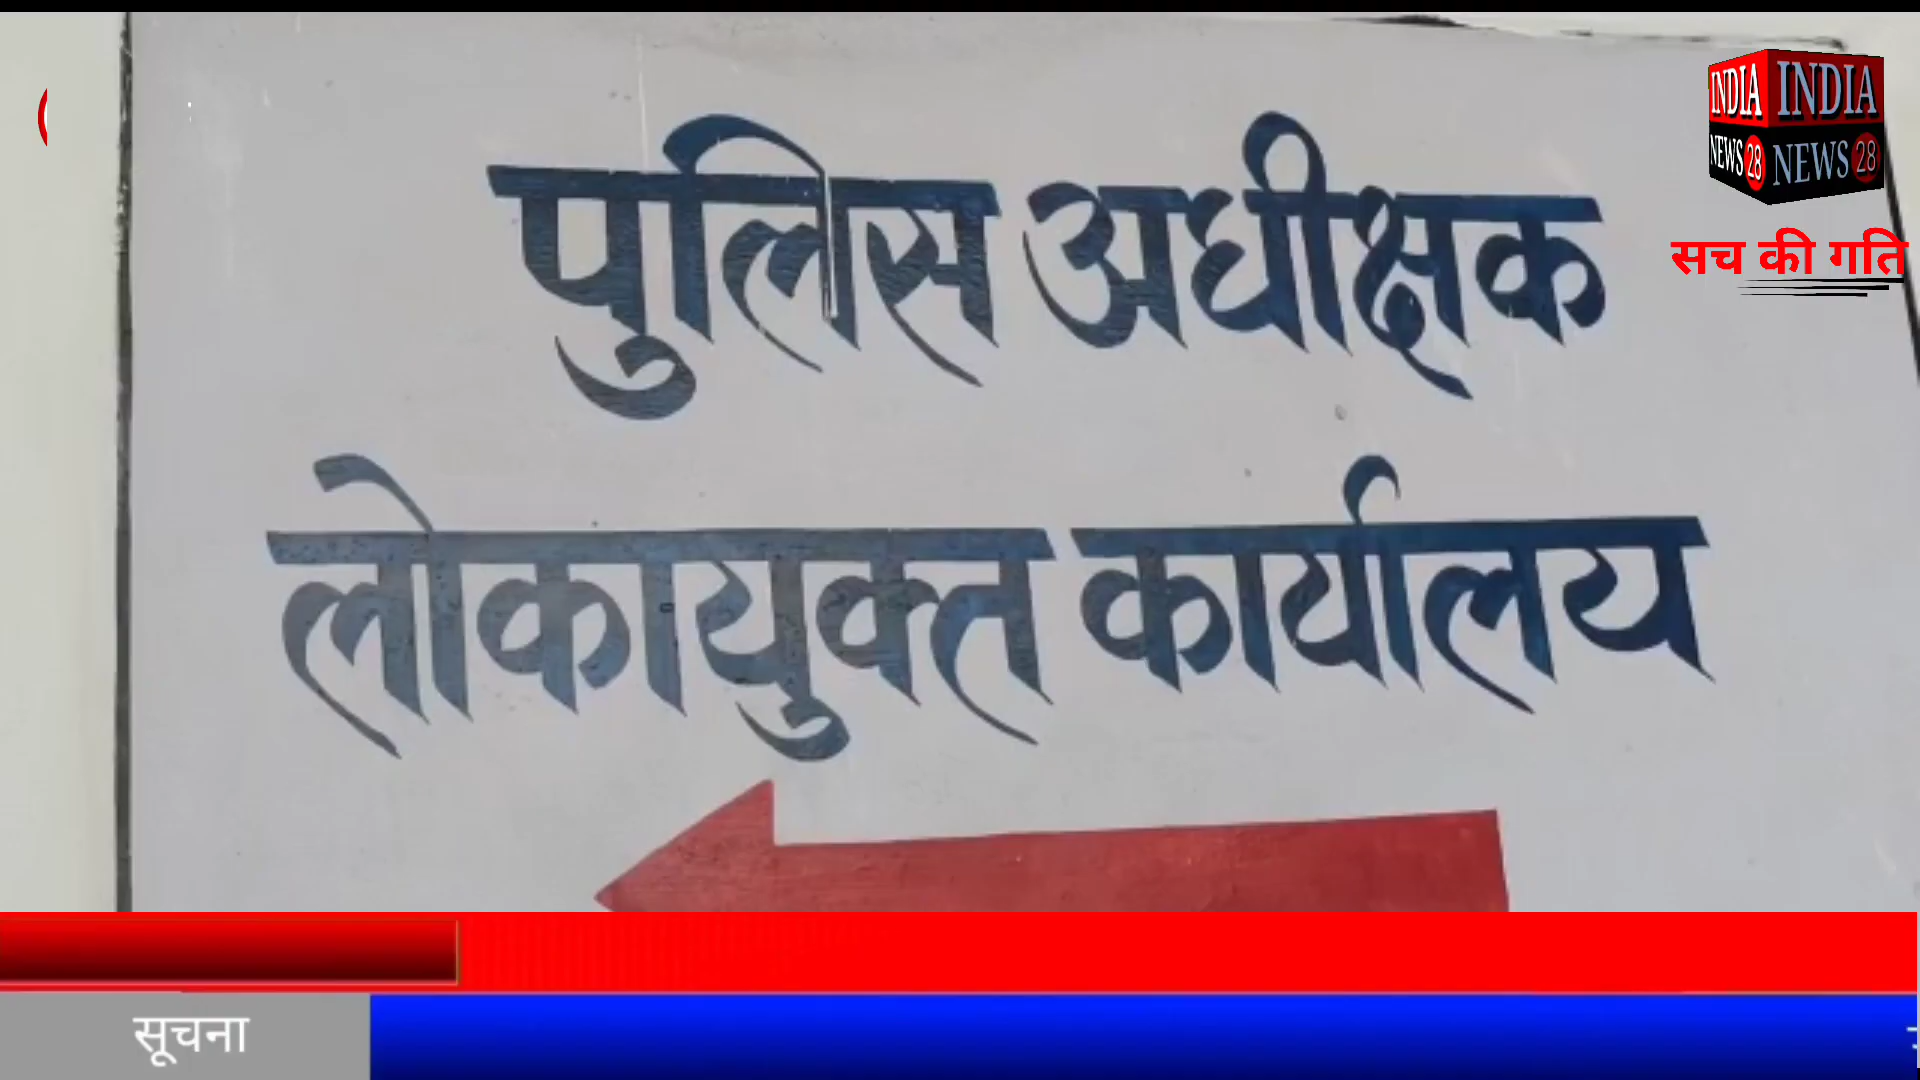 पुलिस अधीक्षक
लोकायुक्त कार्यालय
INDIA INDIA
NEWS 28 NEWS 28
सच की गति
सूचना